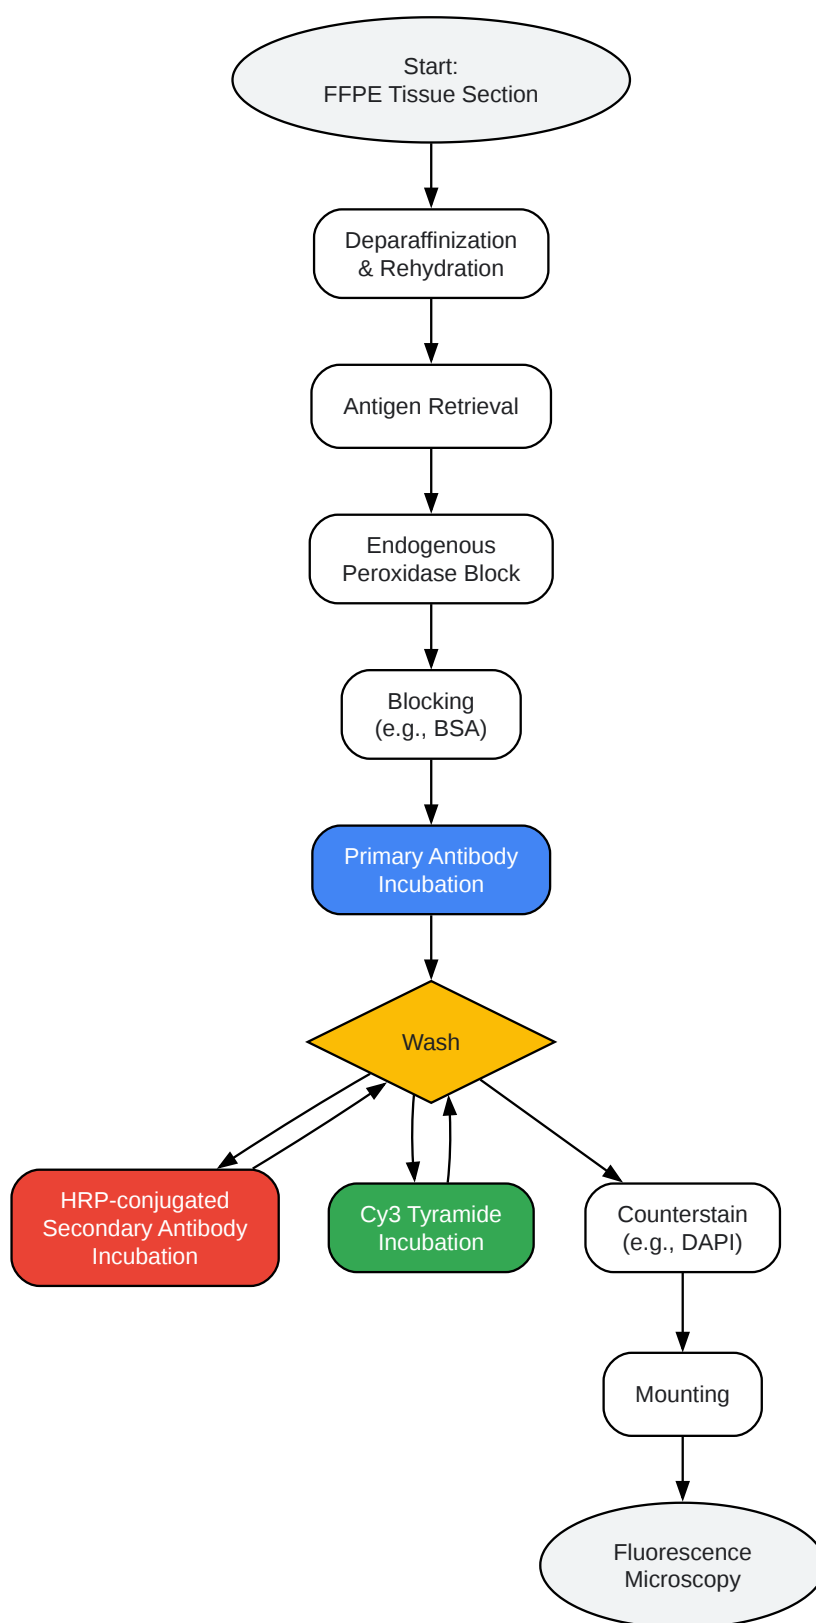 Start:
FFPE Tissue Section
Deparaffinization
& Rehydration
Antigen Retrieval
Endogenous
Peroxidase Block
Blocking
(e.g., BSA)
Primary Antibody
Incubation
Wash
HRP-conjugated
Secondary Antibody
Incubation
Cy3 Tyramide
Incubation
Counterstain
(e.g., DAPI)
Mounting
Fluorescence
Microscopy